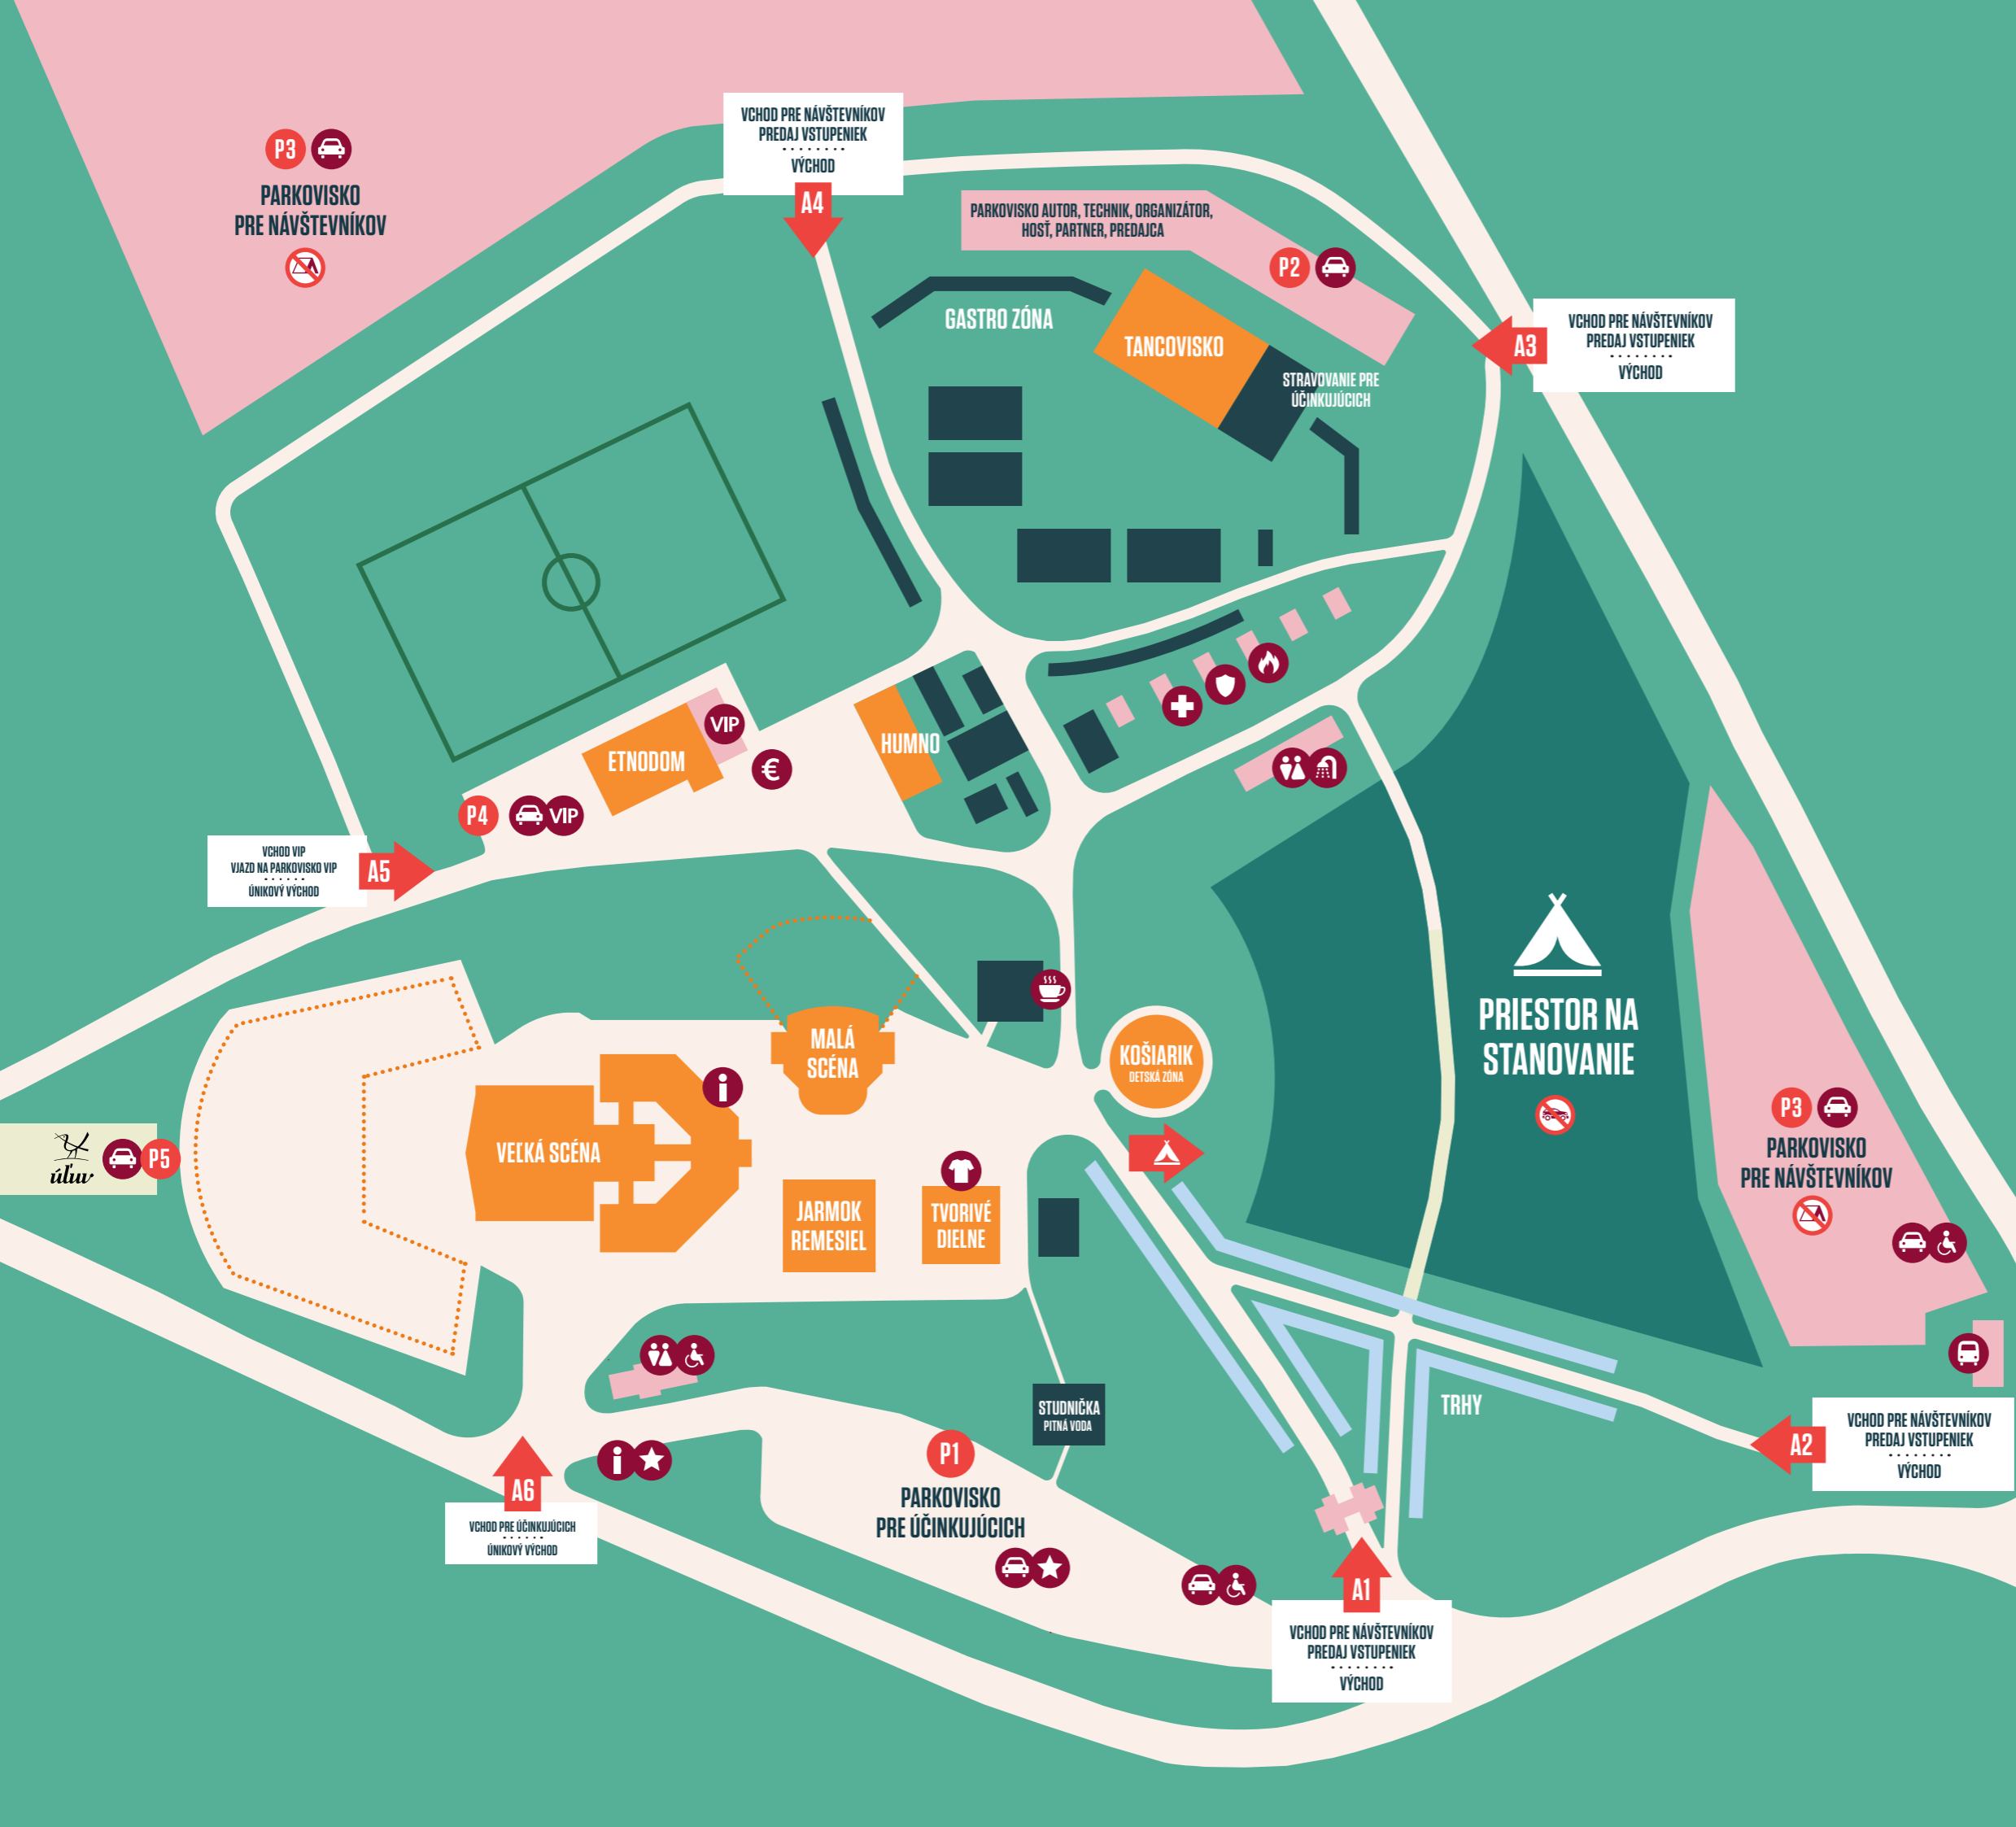 VCHOD PRE NÁVŠTEVNÍKOV
PREDAJ VSTUPENIEK
VÝCHOD
A4
P3
PARKOVISKO
PRE NÁVŠTEVNÍKOV
PARKOVISKO AUTOR, TECHNIK, ORGANIZÁTOR,
HOSŤ, PARTNER, PREDAJCA
P2
GASTRO ZÓNA
TANCOVISKO
STRAVOVANIE PRE
ÚČINKUJÚCICH
A3
VCHOD PRE NÁVŠTEVNÍKOV
PREDAJ VSTUPENIEK
VÝCHOD
VIP
ETNODOM
€
HUMNO
P4
VIP
VCHOD VIP
VJAZD NA PARKOVISKO VIP
ÚNIKOVÝ VÝCHOD
A5
PRIESTOR NA
STANOVANIE
MALÁ
SCÉNA
KOŠIARIK
DETSKÁ ZÓNA
i
VEĽKÁ SCÉNA
úľuv
P5
JARMOK
REMESIEL
TVORIVÉ
DIELNE
P3
PARKOVISKO
PRE NÁVŠTEVNÍKOV
STUDNIČKA
PITNÁ VODA
TRHY
A2
VCHOD PRE NÁVŠTEVNÍKOV
PREDAJ VSTUPENIEK
VÝCHOD
i
P1
PARKOVISKO
PRE ÚČINKUJÚCICH
A6
VCHOD PRE ÚČINKUJÚCICH
ÚNIKOVÝ VÝCHOD
A1
VCHOD PRE NÁVŠTEVNÍKOV
PREDAJ VSTUPENIEK
VÝCHOD